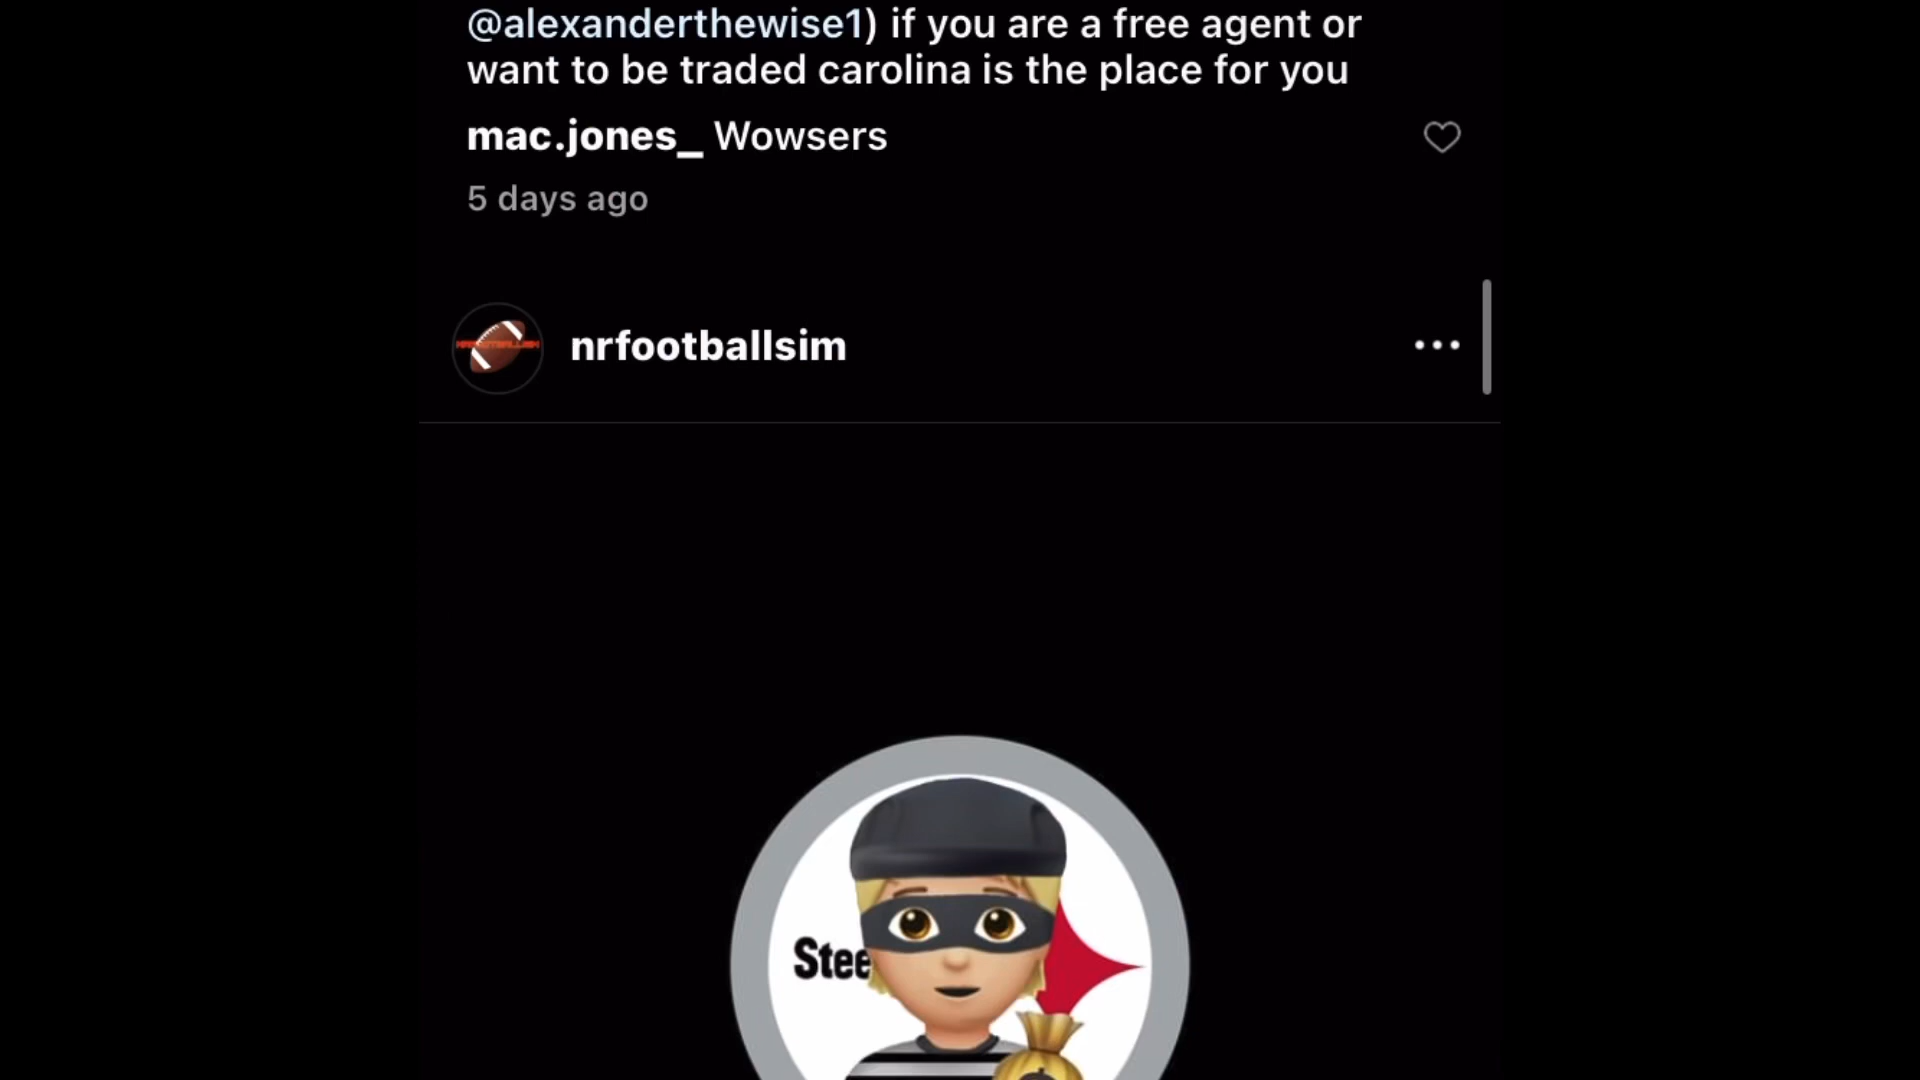 @alexanderthewise1) if you are a free agent or
want to be traded carolina is the place for you
mac.jones_ Wowsers
5 days ago
nrfootballsim
Stee